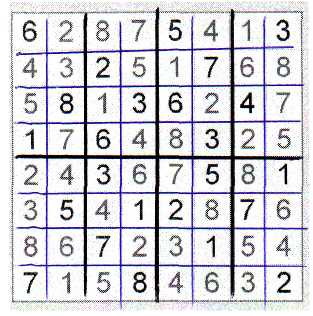 6 2 8 7 5 4 1 3
4 3 2 5 1 7 6 8
5 8 1 3 6 2 4 7
1 7 6 4 8 3 2 5
2 4 3 6 7 5 8 1
3 5 4 1 2 8 7 6
8 6 7 2 3 1 5 4
7 1 5 8 4 6 3 2